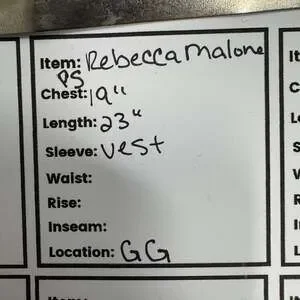 Item: Rebecca Malone
PS
Chest: 19"
Length: 23"
Sleeve: vest
Waist:
Rise:
Inseam:
Location: GG